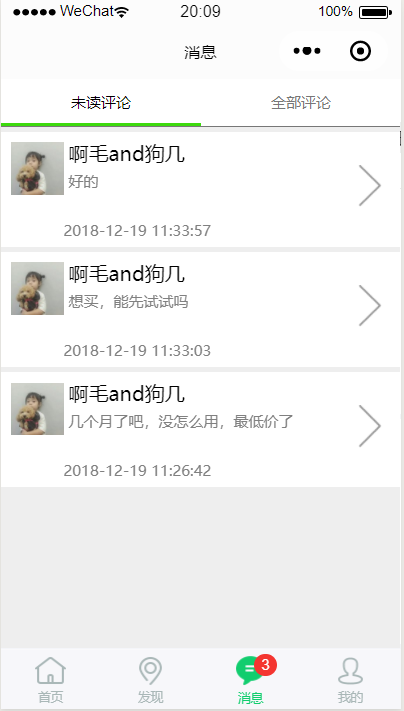 WeChat 20:09 100%
消息
未读评论 全部评论
啊毛and狗几
好的
2018-12-19 11:33:57
啊毛and狗几
想买，能先试试吗
2018-12-19 11:33:03
啊毛and狗几
几个月了吧，没怎么用，最低价了
2018-12-19 11:26:42
3
首页 发现 消息 我的